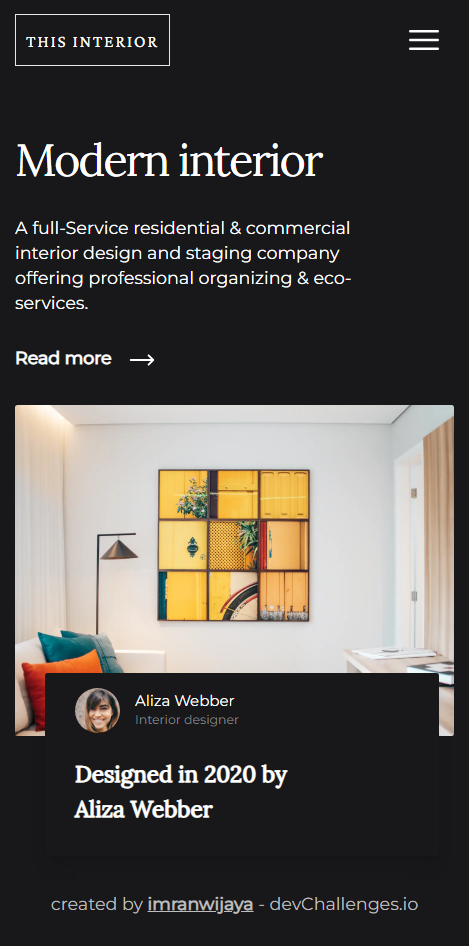 THIS INTERIOR
Modern interior
A full-Service residential & commercial
interior design and staging company
offering professional organizing & eco-
services.
Read more
Aliza Webber
Interior designer
Designed in 2020 by
Aliza Webber
created by imranwijaya - devChallenges.io